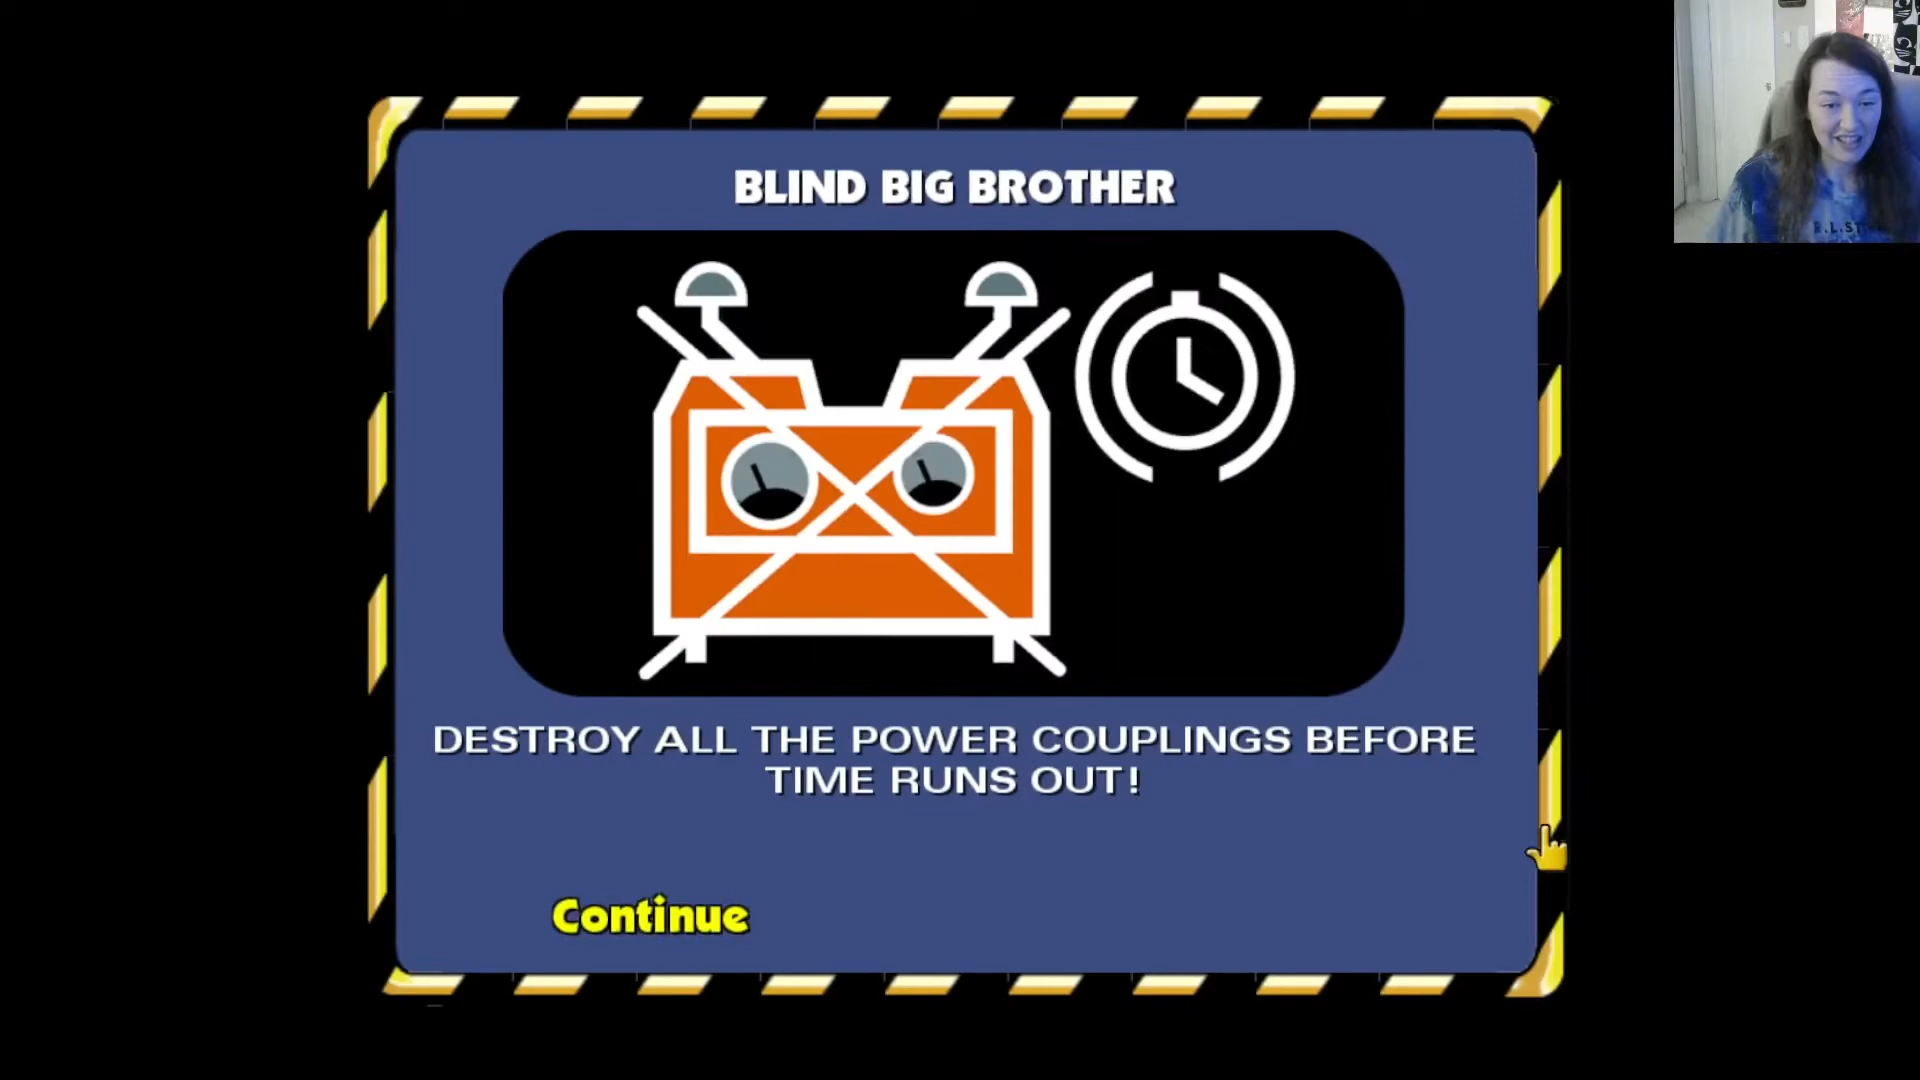 BLIND BIG BROTHER
DESTROY ALL THE POWER COUPLINGS BEFORE
TIME RUNS OUT!
Continue